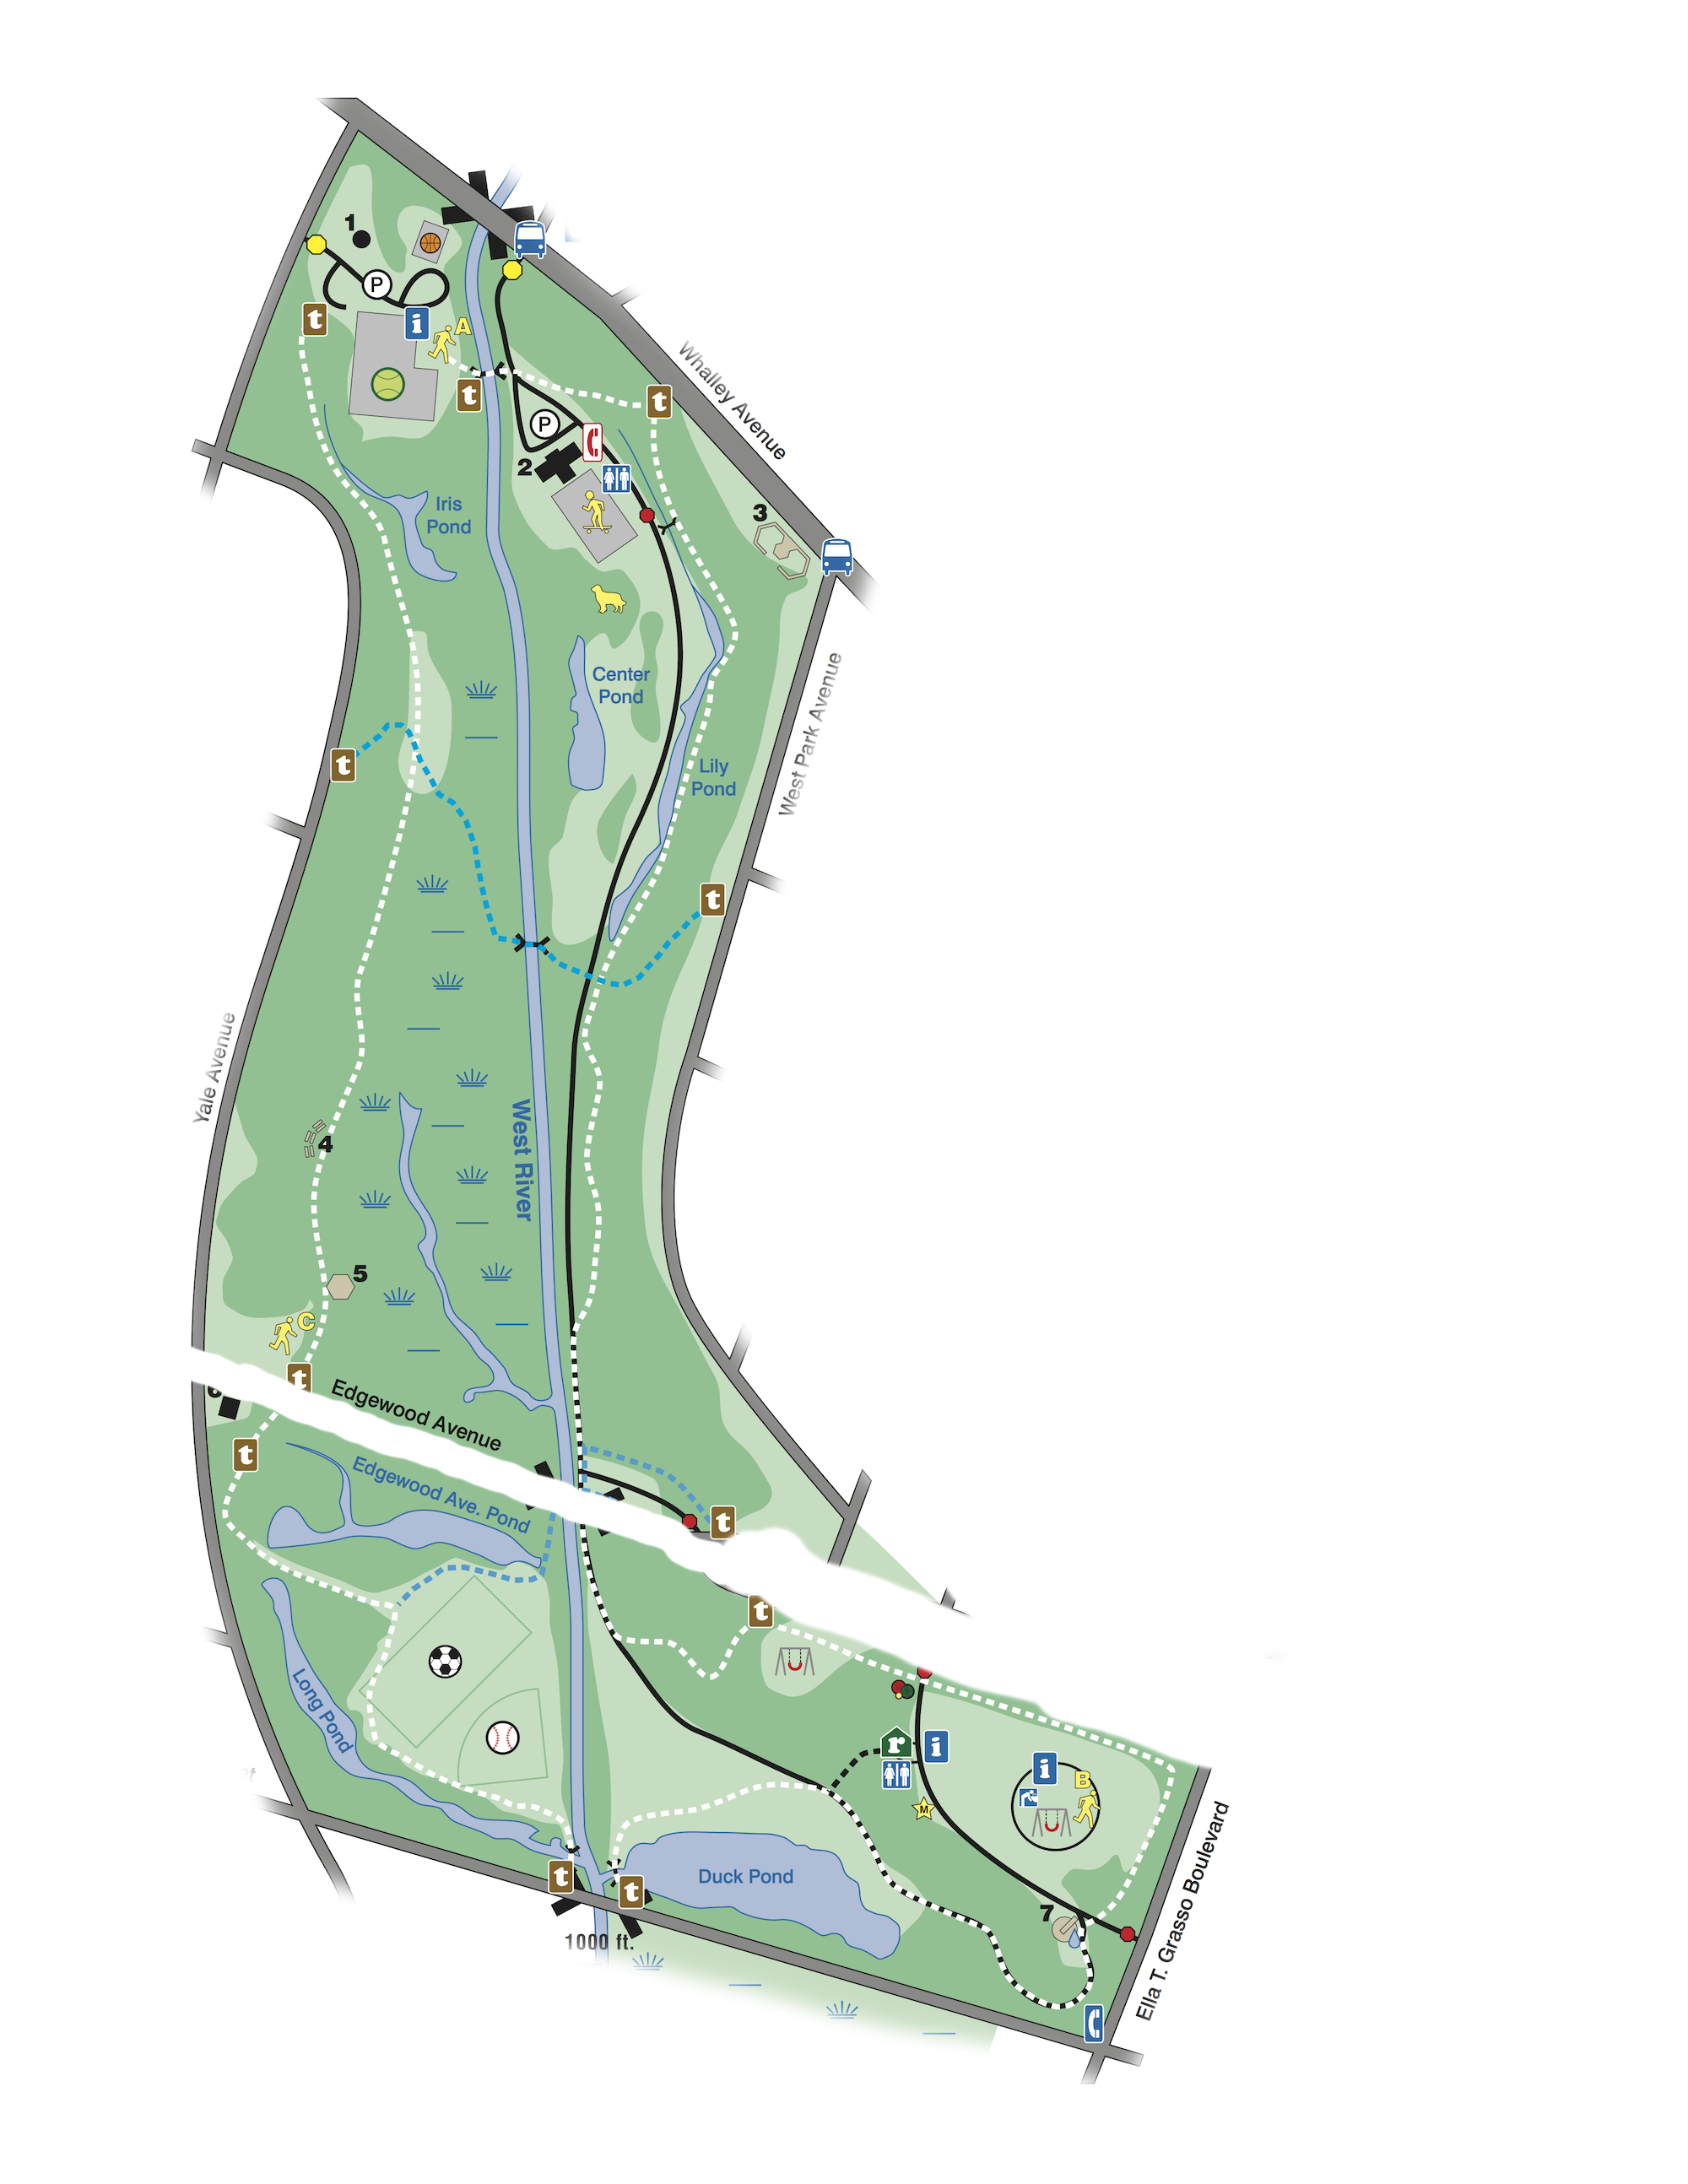 1
P
t
i
A
t
t
Whalley Avenue
P
2
Iris
Pond
3
Center
Pond
West Park Avenue
t
Lily
Pond
t
Yale Avenue
West River
4
5
C
t
Edgewood Avenue
t
Edgewood Ave. Pond
t
t
Long Pond
r
i
i
B
M
t
t
Duck Pond
7
1000 ft.
Ella T. Grasso Boulevard